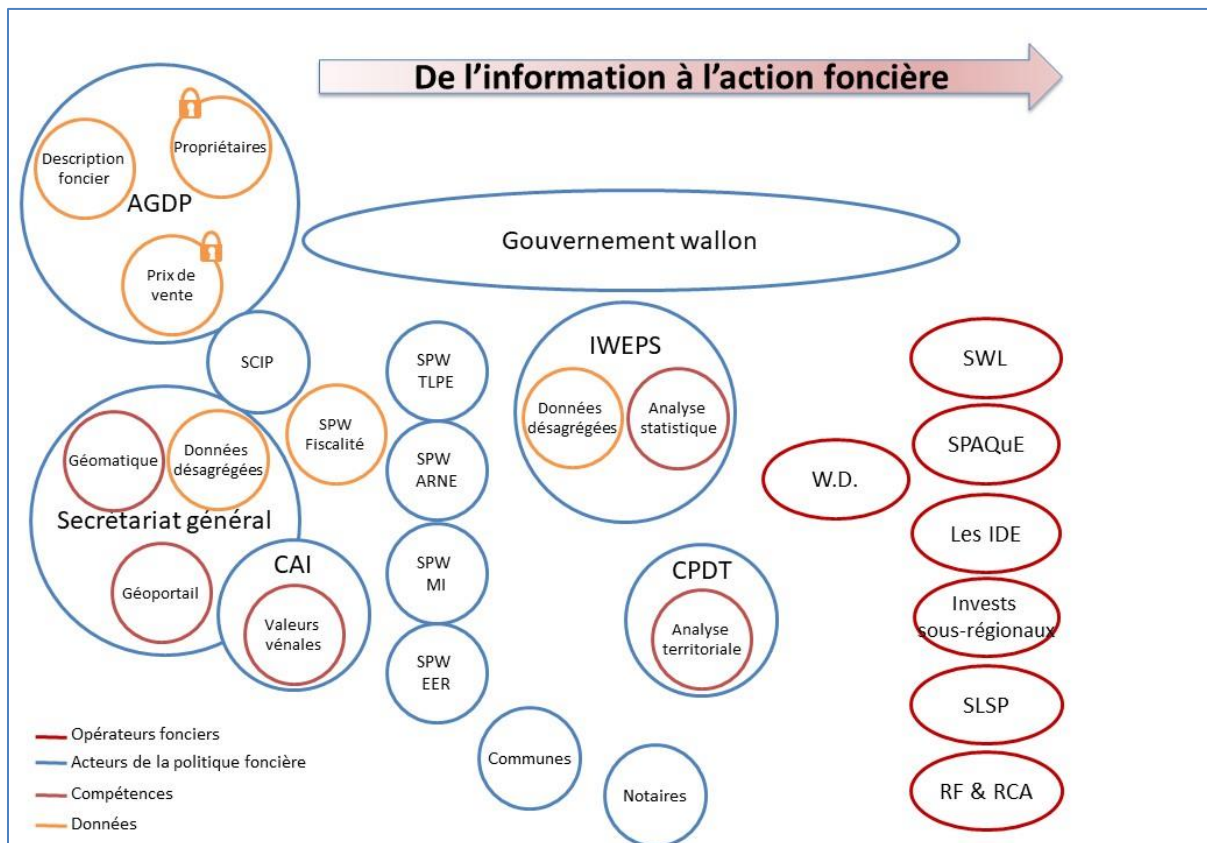 De l'information à l'action foncière
Propriétaires
Description
foncier
AGDP
Prix de
vente
Gouvernement wallon
SCIP
SPW
TLPE
IWEPS
Données
désagrégées
Analyse
statistique
SWL
Géomatique
Données
désagrégées
SPW
Fiscalité
SPW
ARNE
W.D.
SPAQuE
Secrétariat général
Les IDE
Géoportail
CAI
Valeurs
vénales
SPW
MI
CPDT
Analyse
territoriale
Invests
sous-régionaux
SPW
EER
SLSP
Communes
Notaires
RF & RCA
Opérateurs fonciers
Acteurs de la politique foncière
Compétences
Données